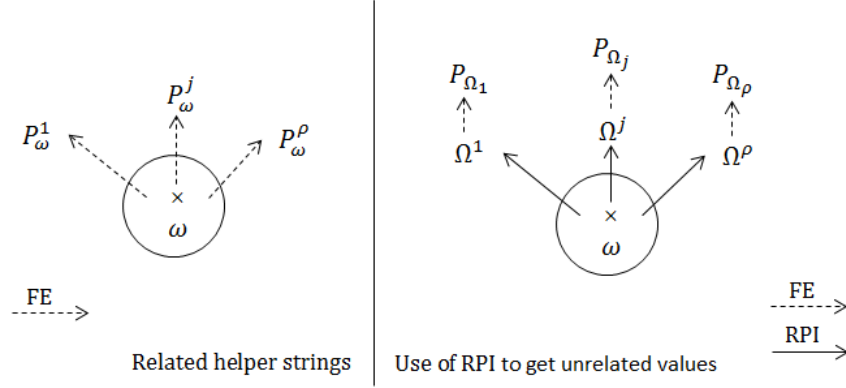 P_ω^1
P_ω^j
P_ω^ρ
×
ω
FE
Related helper strings
P_{Ω_1}
P_{Ω_j}
P_{Ω_ρ}
Ω^1
Ω^j
Ω^ρ
×
ω
FE
RPI
Use of RPI to get unrelated values